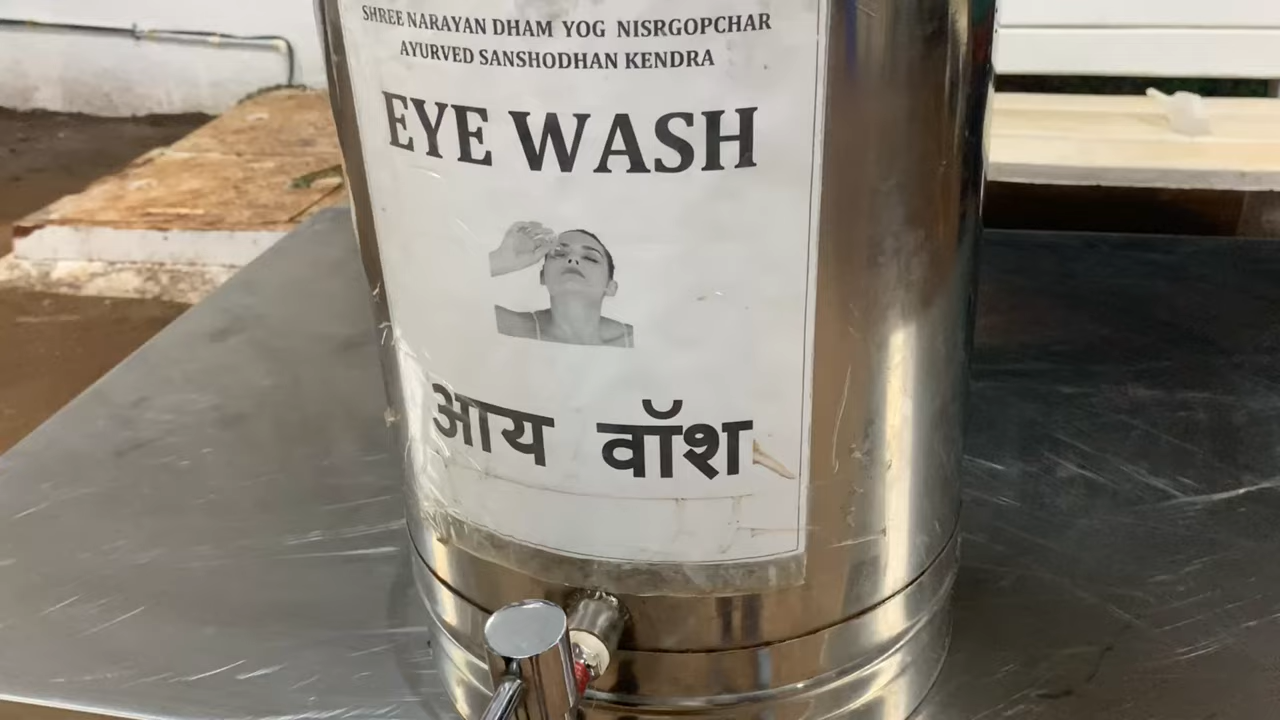 SHREE NARAYAN DHAM YOG NISRGOPCHAR
AYURVED SANSHODHAN KENDRA
EYE WASH
आय वॉश